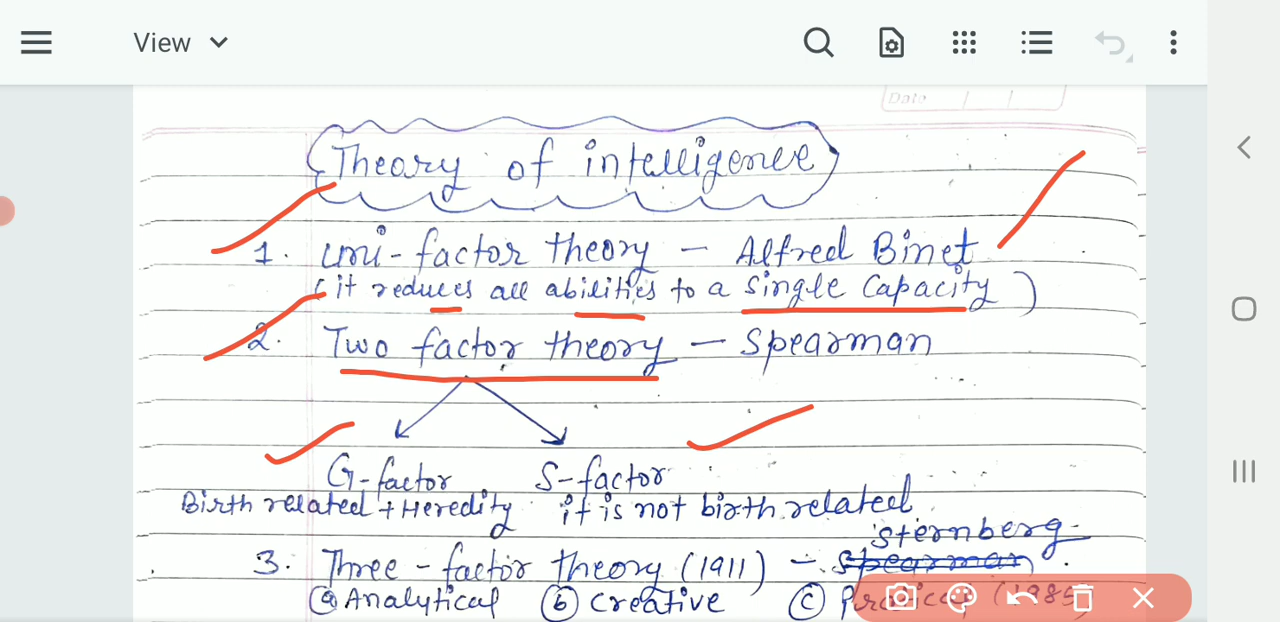 View
Date
Theory of intelligence
1. Uni-factor theory - Alfred Binet
(it reduces all abilities to a single Capacity)
2. Two factor theory - Spearman
G-factor S-factor
Birth related + Heredity it is not birth related
Sternberg
3. Three-factor theory (1911) - Spearman
(a) Analytical (b) Creative (c) Practical (1985)